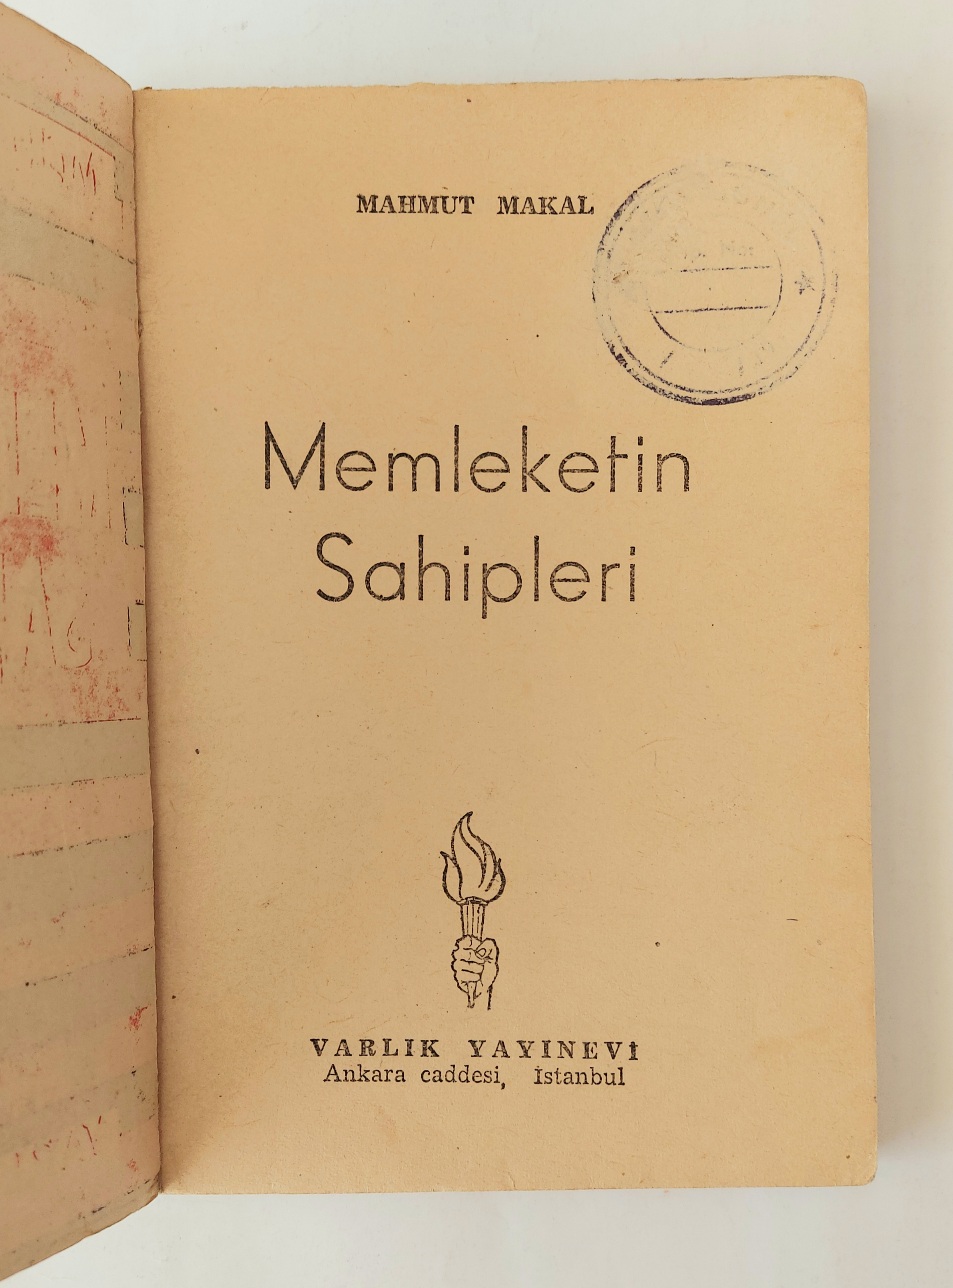 MAHMUT MAKAL
Memleketin
Sahipleri
VARLIK YAYINEVİ
Ankara caddesi, İstanbul